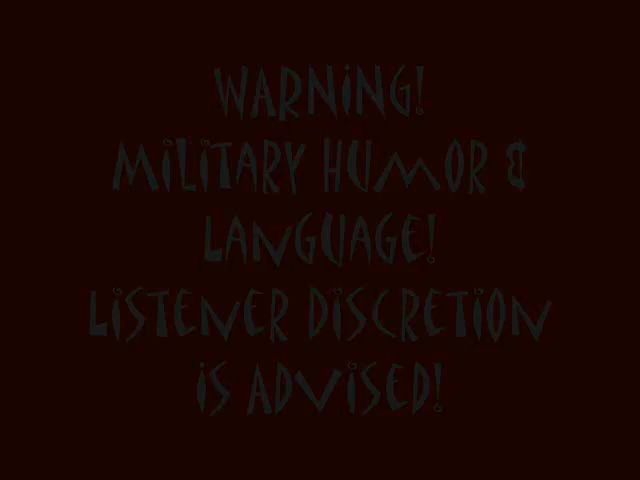 WARNiNG!
MiLiTARY HUMOR &
LANGUAGE!
LiSTENER DiSCRETiON
iS ADViSED!